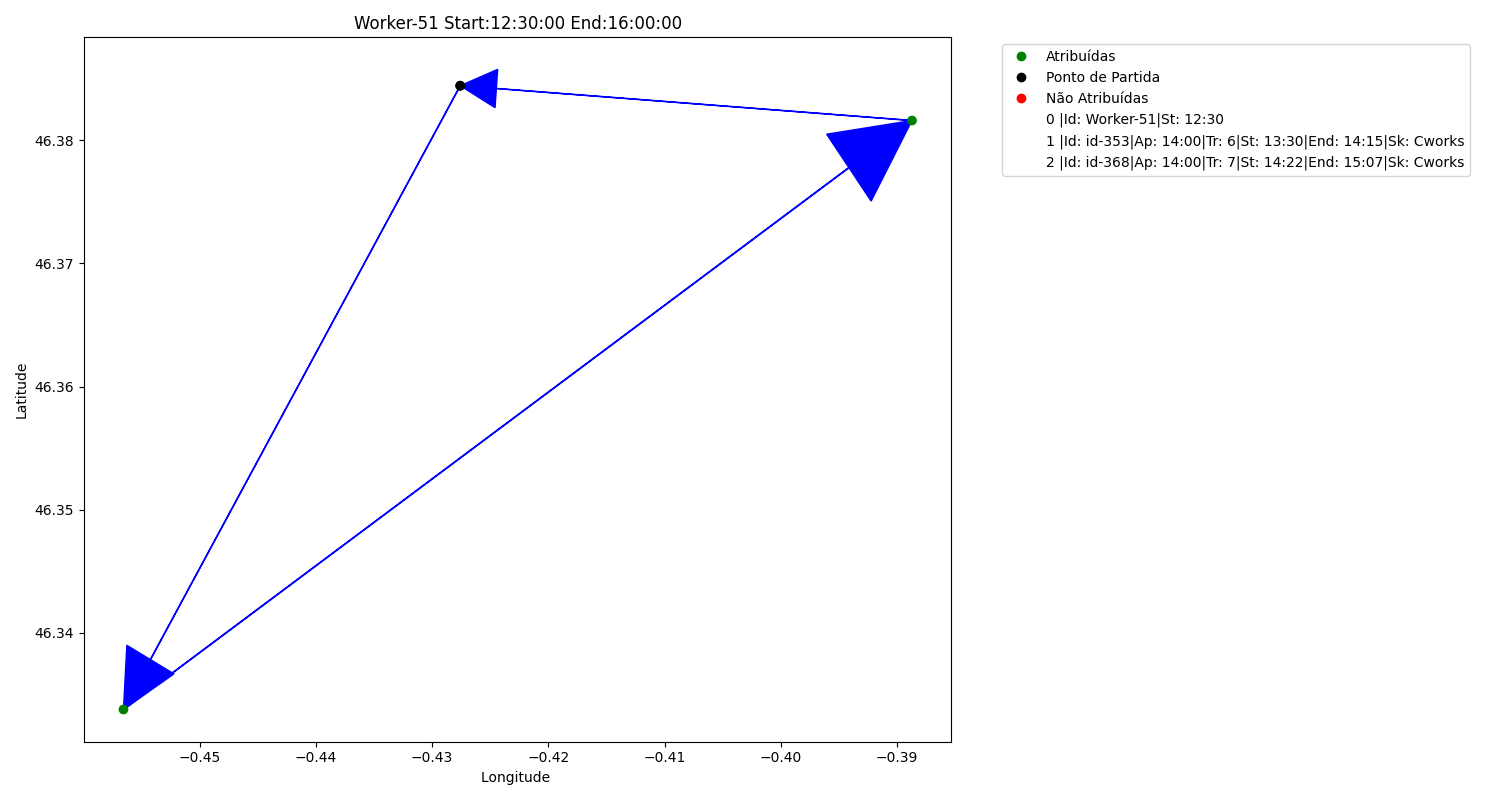 Worker-51 Start:12:30:00 End:16:00:00
Atribuídas
Ponto de Partida
Não Atribuídas
0 |Id: Worker-51|St: 12:30
1 |Id: id-353|Ap: 14:00|Tr: 6|St: 13:30|End: 14:15|Sk: Cworks
2 |Id: id-368|Ap: 14:00|Tr: 7|St: 14:22|End: 15:07|Sk: Cworks
46.38
46.37
46.36
46.35
46.34
Latitude
−0.45
−0.44
−0.43
−0.42
−0.41
−0.40
−0.39
Longitude